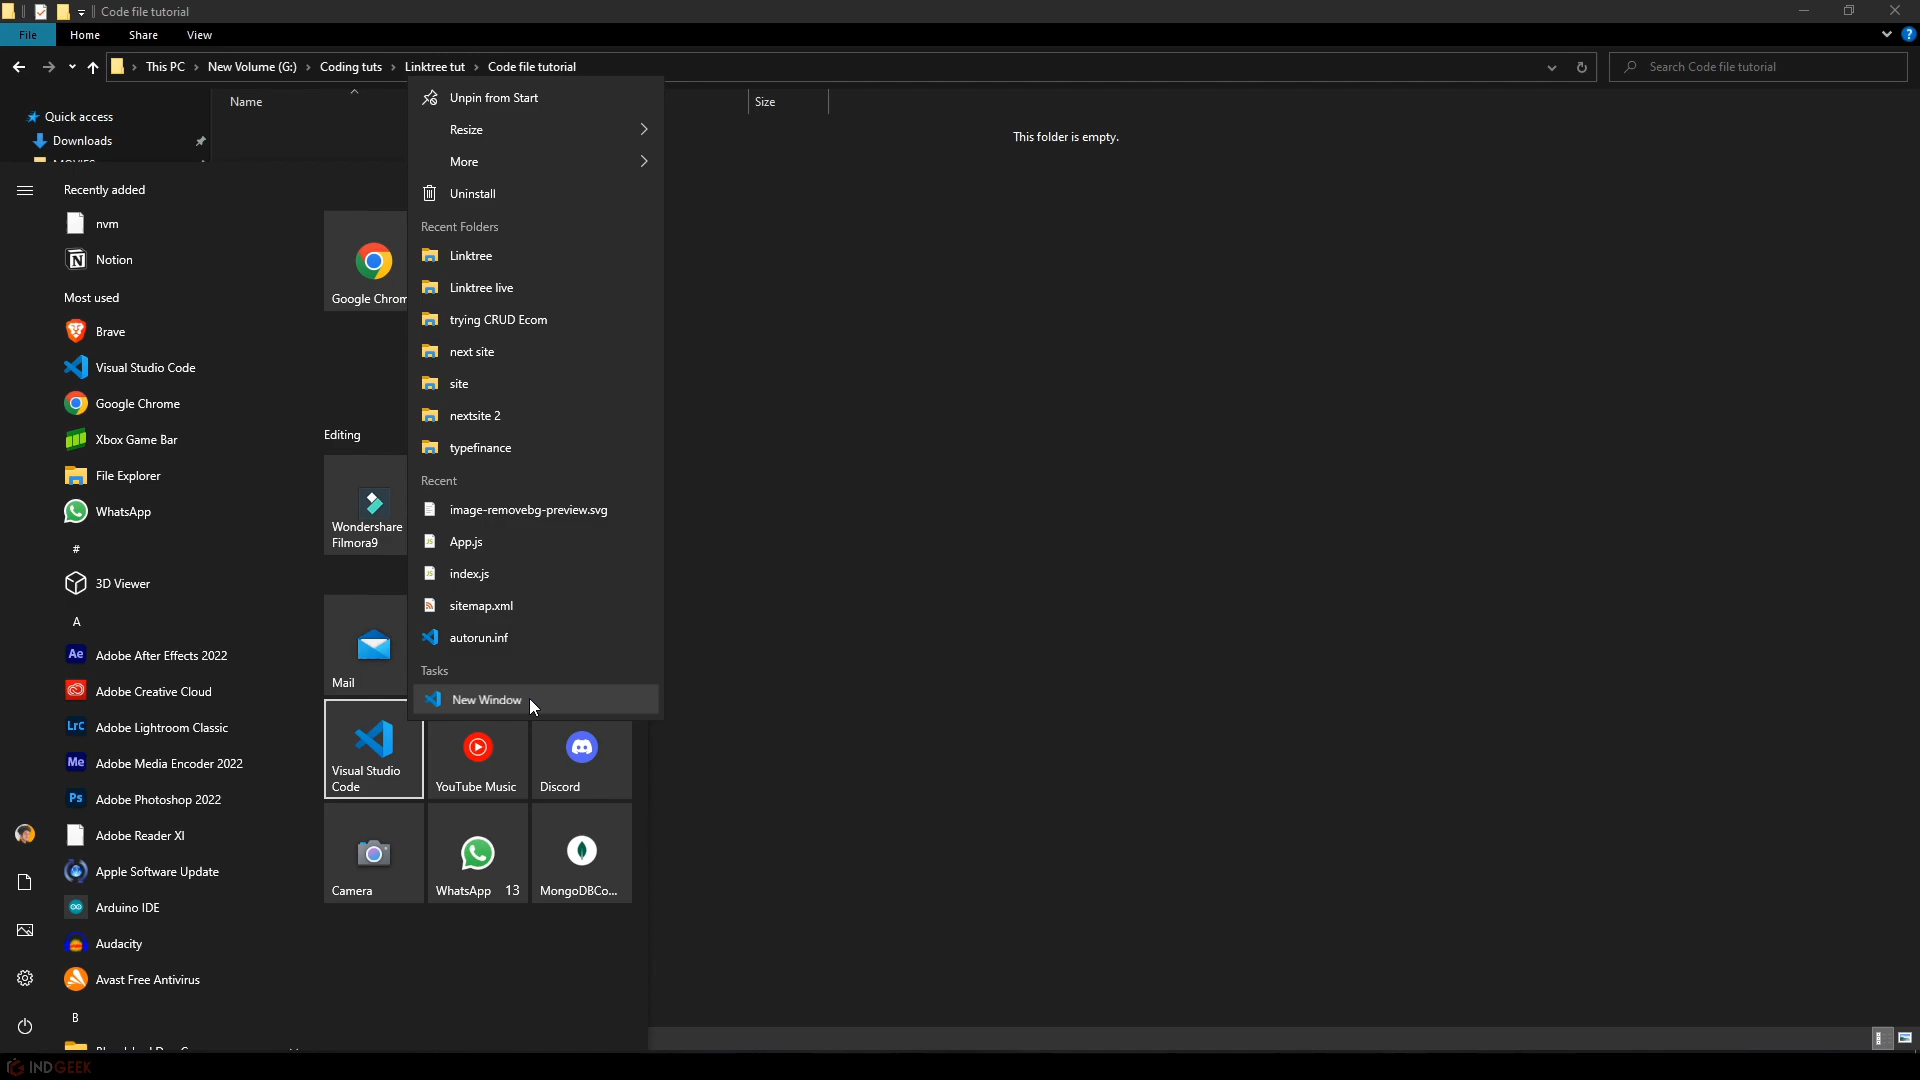 Code file tutorial
File Home Share View
This PC New Volume (G:) Coding tuts Linktree tut Code file tutorial
Search Code file tutorial
Name
Size
This folder is empty.
Quick access
Downloads
Recently added
nvm
Notion
Most used
Brave
Visual Studio Code
Google Chrome
Xbox Game Bar
File Explorer
WhatsApp
#
3D Viewer
A
Adobe After Effects 2022
Adobe Creative Cloud
Adobe Lightroom Classic
Adobe Media Encoder 2022
Adobe Photoshop 2022
Adobe Reader XI
Apple Software Update
Arduino IDE
Audacity
Avast Free Antivirus
B
Google Chrom
Editing
Wondershare
Filmora9
Mail
Visual Studio
Code
YouTube Music
Discord
Camera
WhatsApp 13
MongoDBCo...
Unpin from Start
Resize
More
Uninstall
Recent Folders
Linktree
Linktree live
trying CRUD Ecom
next site
site
nextsite 2
typefinance
Recent
image-removebg-preview.svg
App.js
index.js
sitemap.xml
autorun.inf
Tasks
New Window
INDGEEK